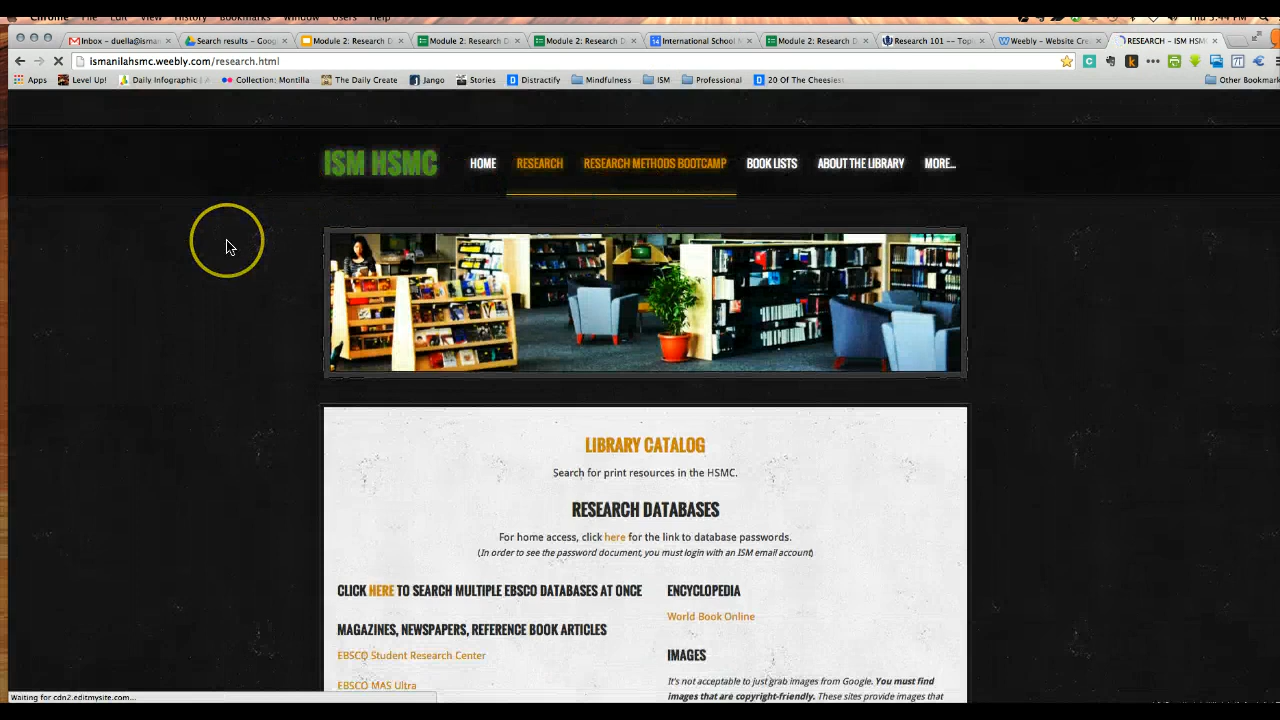 Chrome File Edit View History Bookmarks Window Users Help
Inbox – duella@isman
Search results – Goog
Module 2: Research D
Module 2: Research D
Module 2: Research D
International School M
Module 2: Research D
Research 101 –– Topi
Weebly – Website Cre
RESEARCH – ISM HSM
ismanilahsmc.weebly.com/research.html
Apps Level Up! Daily Infographic | A Collection: Montilla The Daily Create Jango Stories Distractify Mindfulness ISM Professional 20 Of The Cheesies Other Bookmark
ISM HSMC HOME RESEARCH RESEARCH METHODS BOOTCAMP BOOK LISTS ABOUT THE LIBRARY MORE...
LIBRARY CATALOG
Search for print resources in the HSMC.
RESEARCH DATABASES
For home access, click here for the link to database passwords.
(In order to see the password document, you must login with an ISM email account)
CLICK HERE TO SEARCH MULTIPLE EBSCO DATABASES AT ONCE
MAGAZINES, NEWSPAPERS, REFERENCE BOOK ARTICLES
EBSCO Student Research Center
EBSCO MAS Ultra
ENCYCLOPEDIA
World Book Online
IMAGES
It's not acceptable to just grab images from Google. You must find
images that are copyright-friendly. These sites provide images that
Waiting for cdn2.editmysite.com...